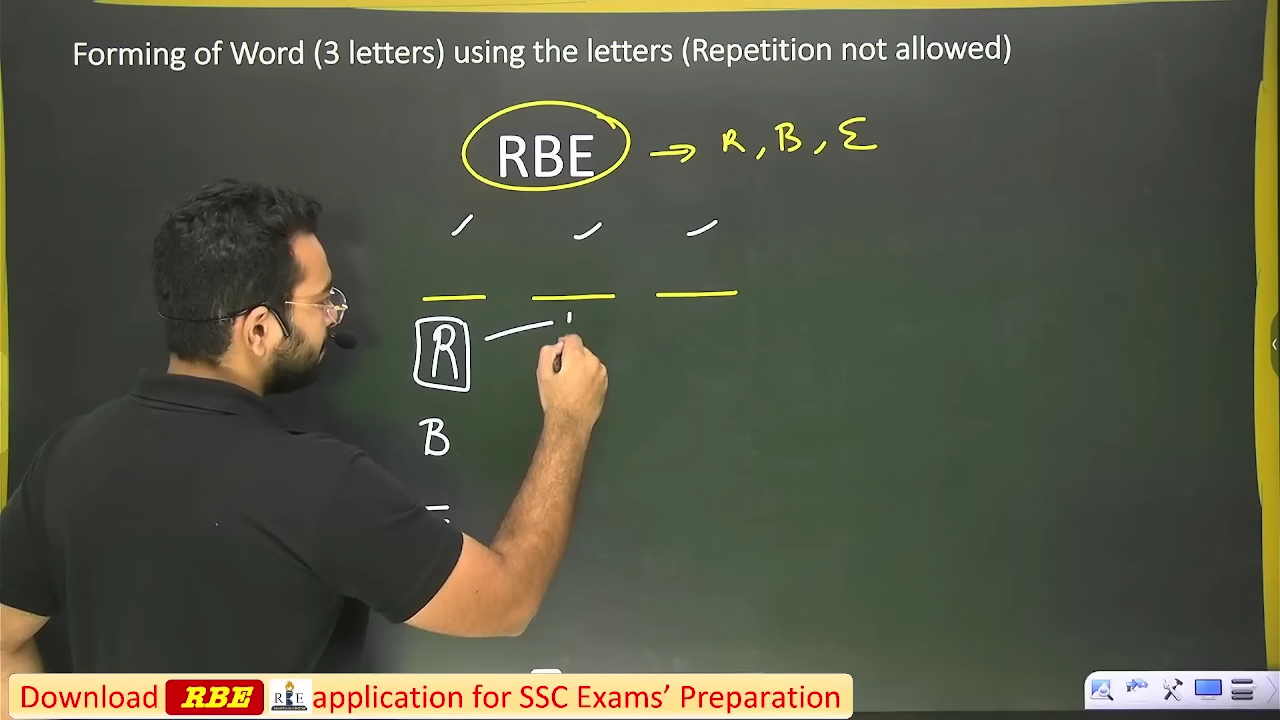 Forming of Word (3 letters) using the letters (Repetition not allowed)
RBE → R, B, E
R
B
Download RBE RBE application for SSC Exams' Preparation